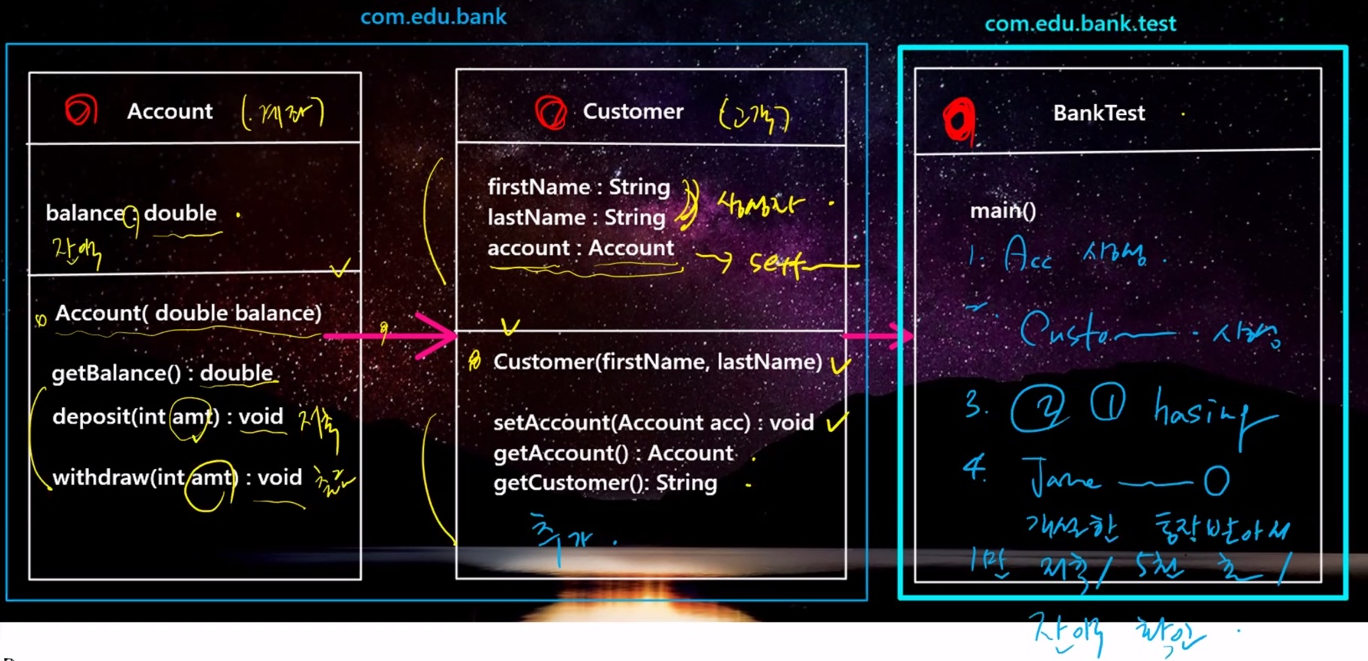 com.edu.bank
Account (계좌)
balance : double
잔액
Account( double balance)
getBalance() : double
deposit(int amt) : void 저축
withdraw(int amt) : void 출금
Customer (고객)
firstName : String
lastName : String
생성자
account : Account → set
Customer(firstName, lastName)
setAccount(Account acc) : void
getAccount() : Account
getCustomer(): String
추가
com.edu.bank.test
BankTest
main()
1. Acc 생성.
2. Custom 생성
3. ② ① hasing
4. Jame
개설한 통장받아서
1만 저축/ 5천 출/
잔액 확인.